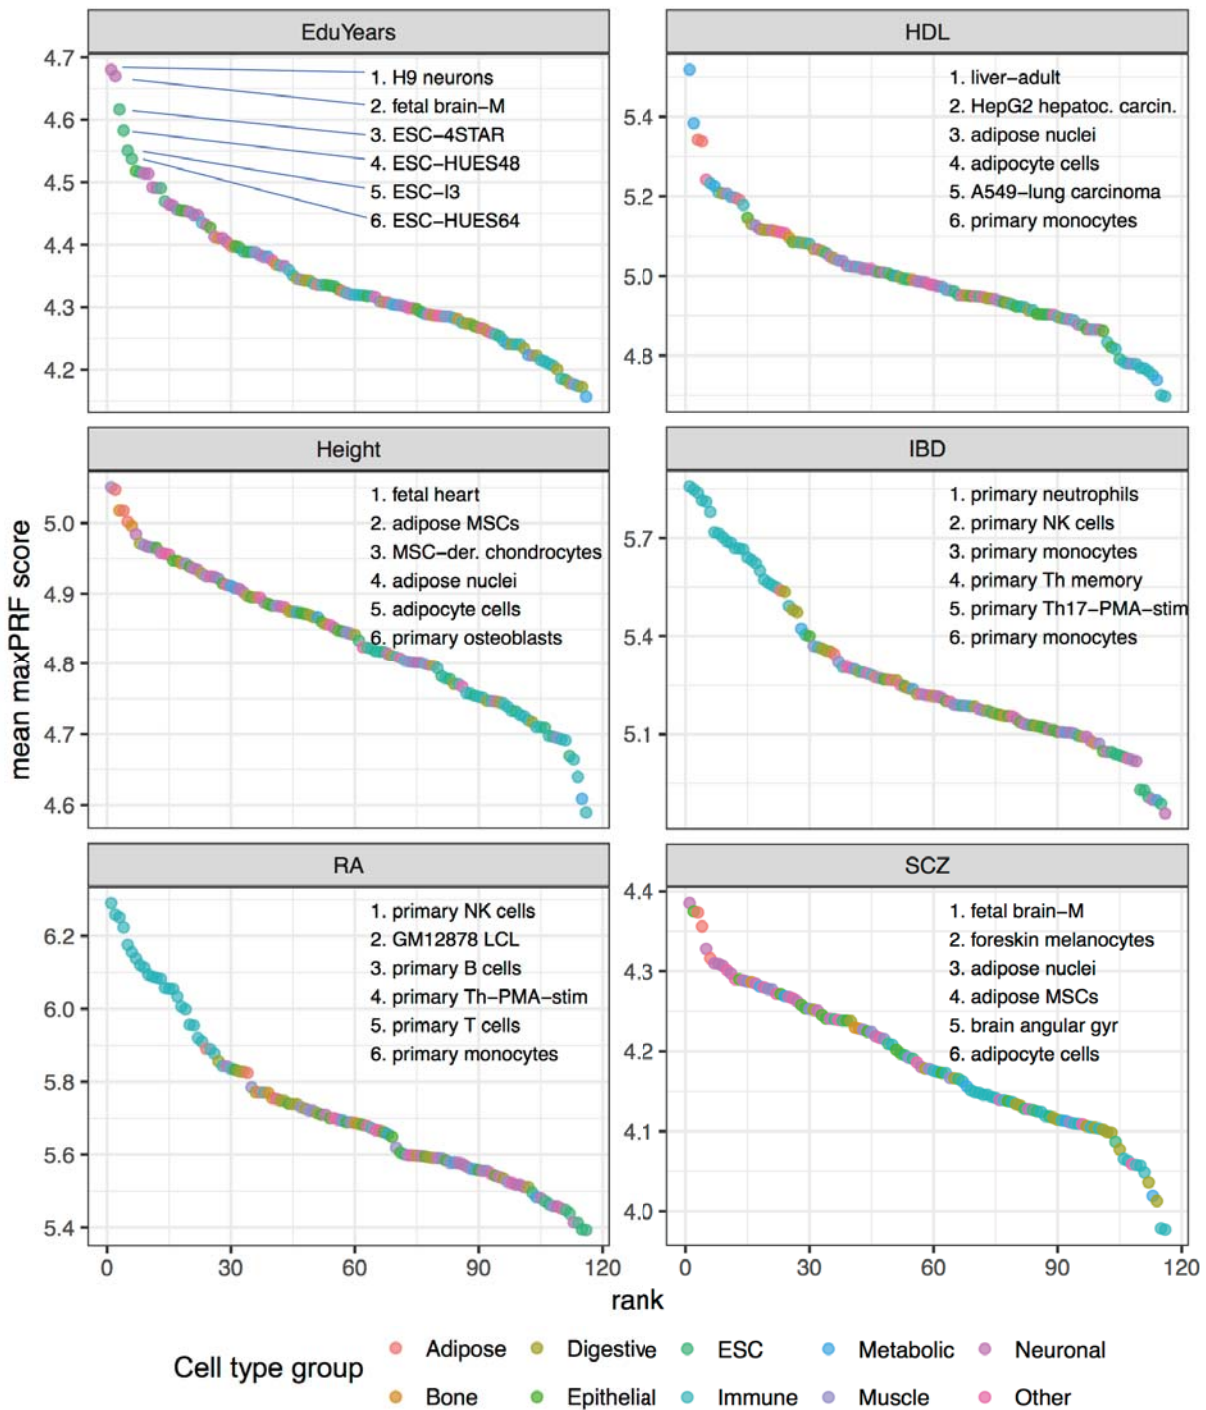 EduYears
HDL
4.7
4.6
4.5
4.4
4.3
4.2
1. H9 neurons
2. fetal brain−M
3. ESC−4STAR
4. ESC−HUES48
5. ESC−I3
6. ESC−HUES64
5.4
5.2
5.0
4.8
1. liver−adult
2. HepG2 hepatoc. carcin.
3. adipose nuclei
4. adipocyte cells
5. A549−lung carcinoma
6. primary monocytes
Height
IBD
5.0
4.9
4.8
4.7
4.6
1. fetal heart
2. adipose MSCs
3. MSC−der. chondrocytes
4. adipose nuclei
5. adipocyte cells
6. primary osteoblasts
5.7
5.4
5.1
1. primary neutrophils
2. primary NK cells
3. primary monocytes
4. primary Th memory
5. primary Th17−PMA−stim
6. primary monocytes
mean maxPRF score
RA
SCZ
6.2
6.0
5.8
5.6
5.4
1. primary NK cells
2. GM12878 LCL
3. primary B cells
4. primary Th−PMA−stim
5. primary T cells
6. primary monocytes
4.4
4.3
4.2
4.1
4.0
1. fetal brain−M
2. foreskin melanocytes
3. adipose nuclei
4. adipose MSCs
5. brain angular gyr
6. adipocyte cells
0 30 60 90 120
0 30 60 90 120
rank
Cell type group
Adipose Digestive ESC Metabolic Neuronal
Bone Epithelial Immune Muscle Other